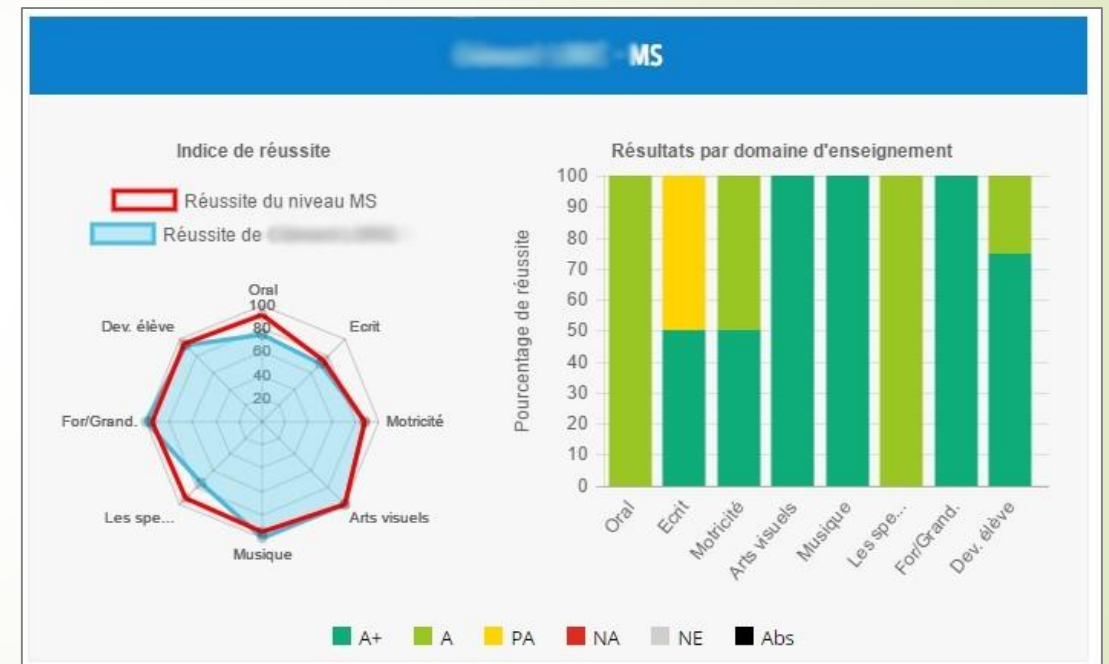 MS
Indice de réussite
Réussite du niveau MS
Réussite de
Oral
100
80
60
40
20
Ecrit
Motricité
Arts visuels
Musique
Les spe...
For/Grand.
Dev. élève
Résultats par domaine d'enseignement
Pourcentage de réussite
100
90
80
70
60
50
40
30
20
10
0
Oral
Ecrit
Motricité
Arts visuels
Musique
Les spe...
For/Grand.
Dev. élève
A+ A PA NA NE Abs